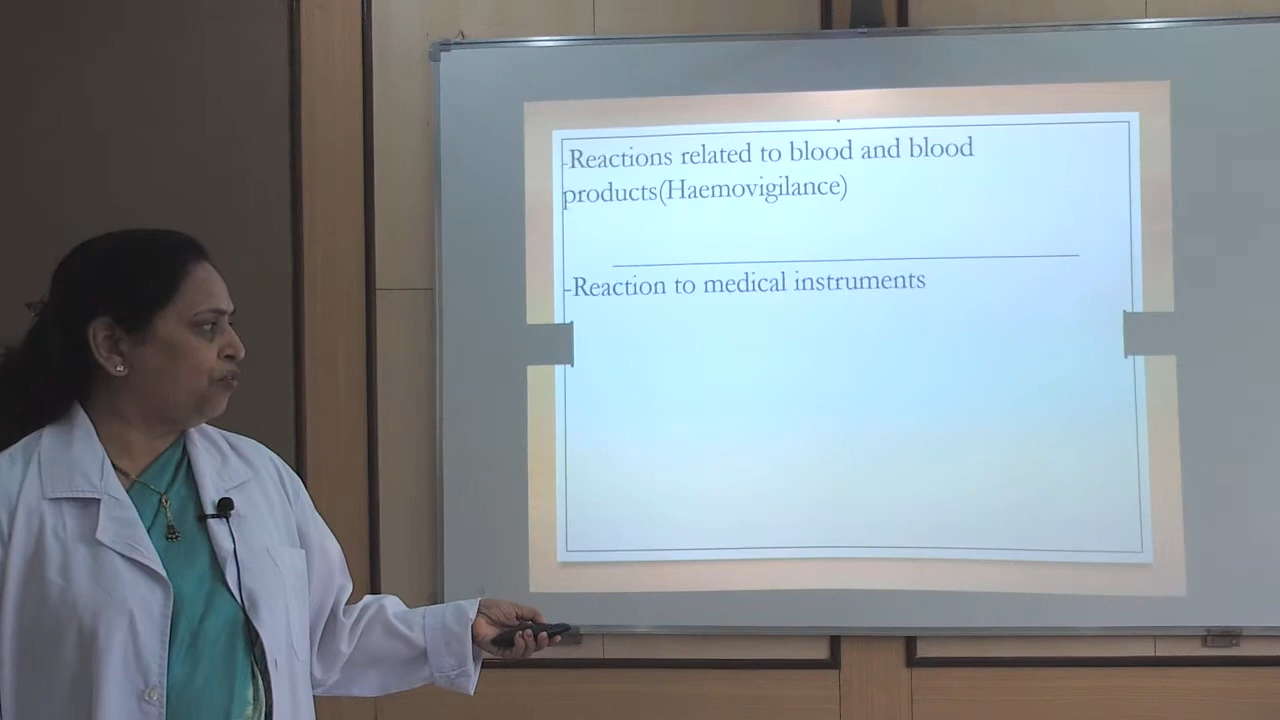 -Reactions related to blood and blood
products(Haemovigilance)
-Reaction to medical instruments